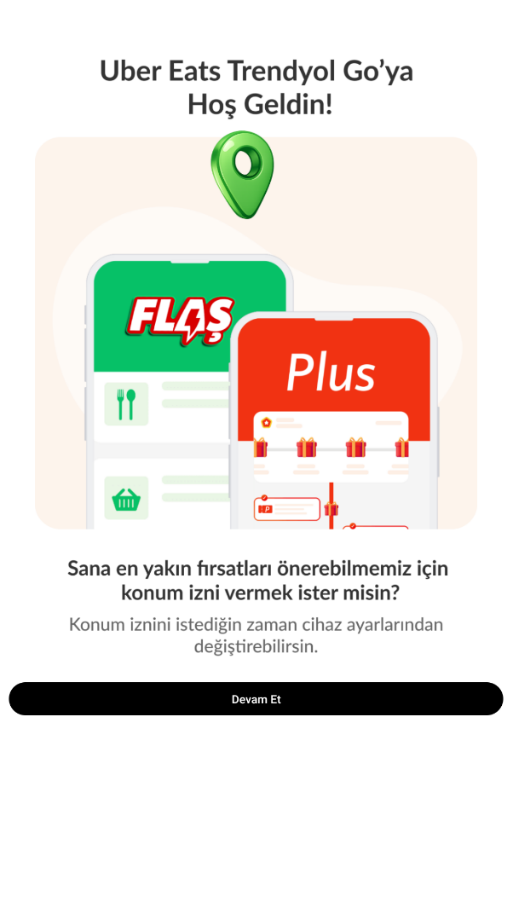 Uber Eats Trendyol Go’ya
Hoş Geldin!
FLAŞ
Plus
P
Sana en yakın fırsatları önerebilmemiz için
konum izni vermek ister misin?
Konum iznini istediğin zaman cihaz ayarlarından
değiştirebilirsin.
Devam Et